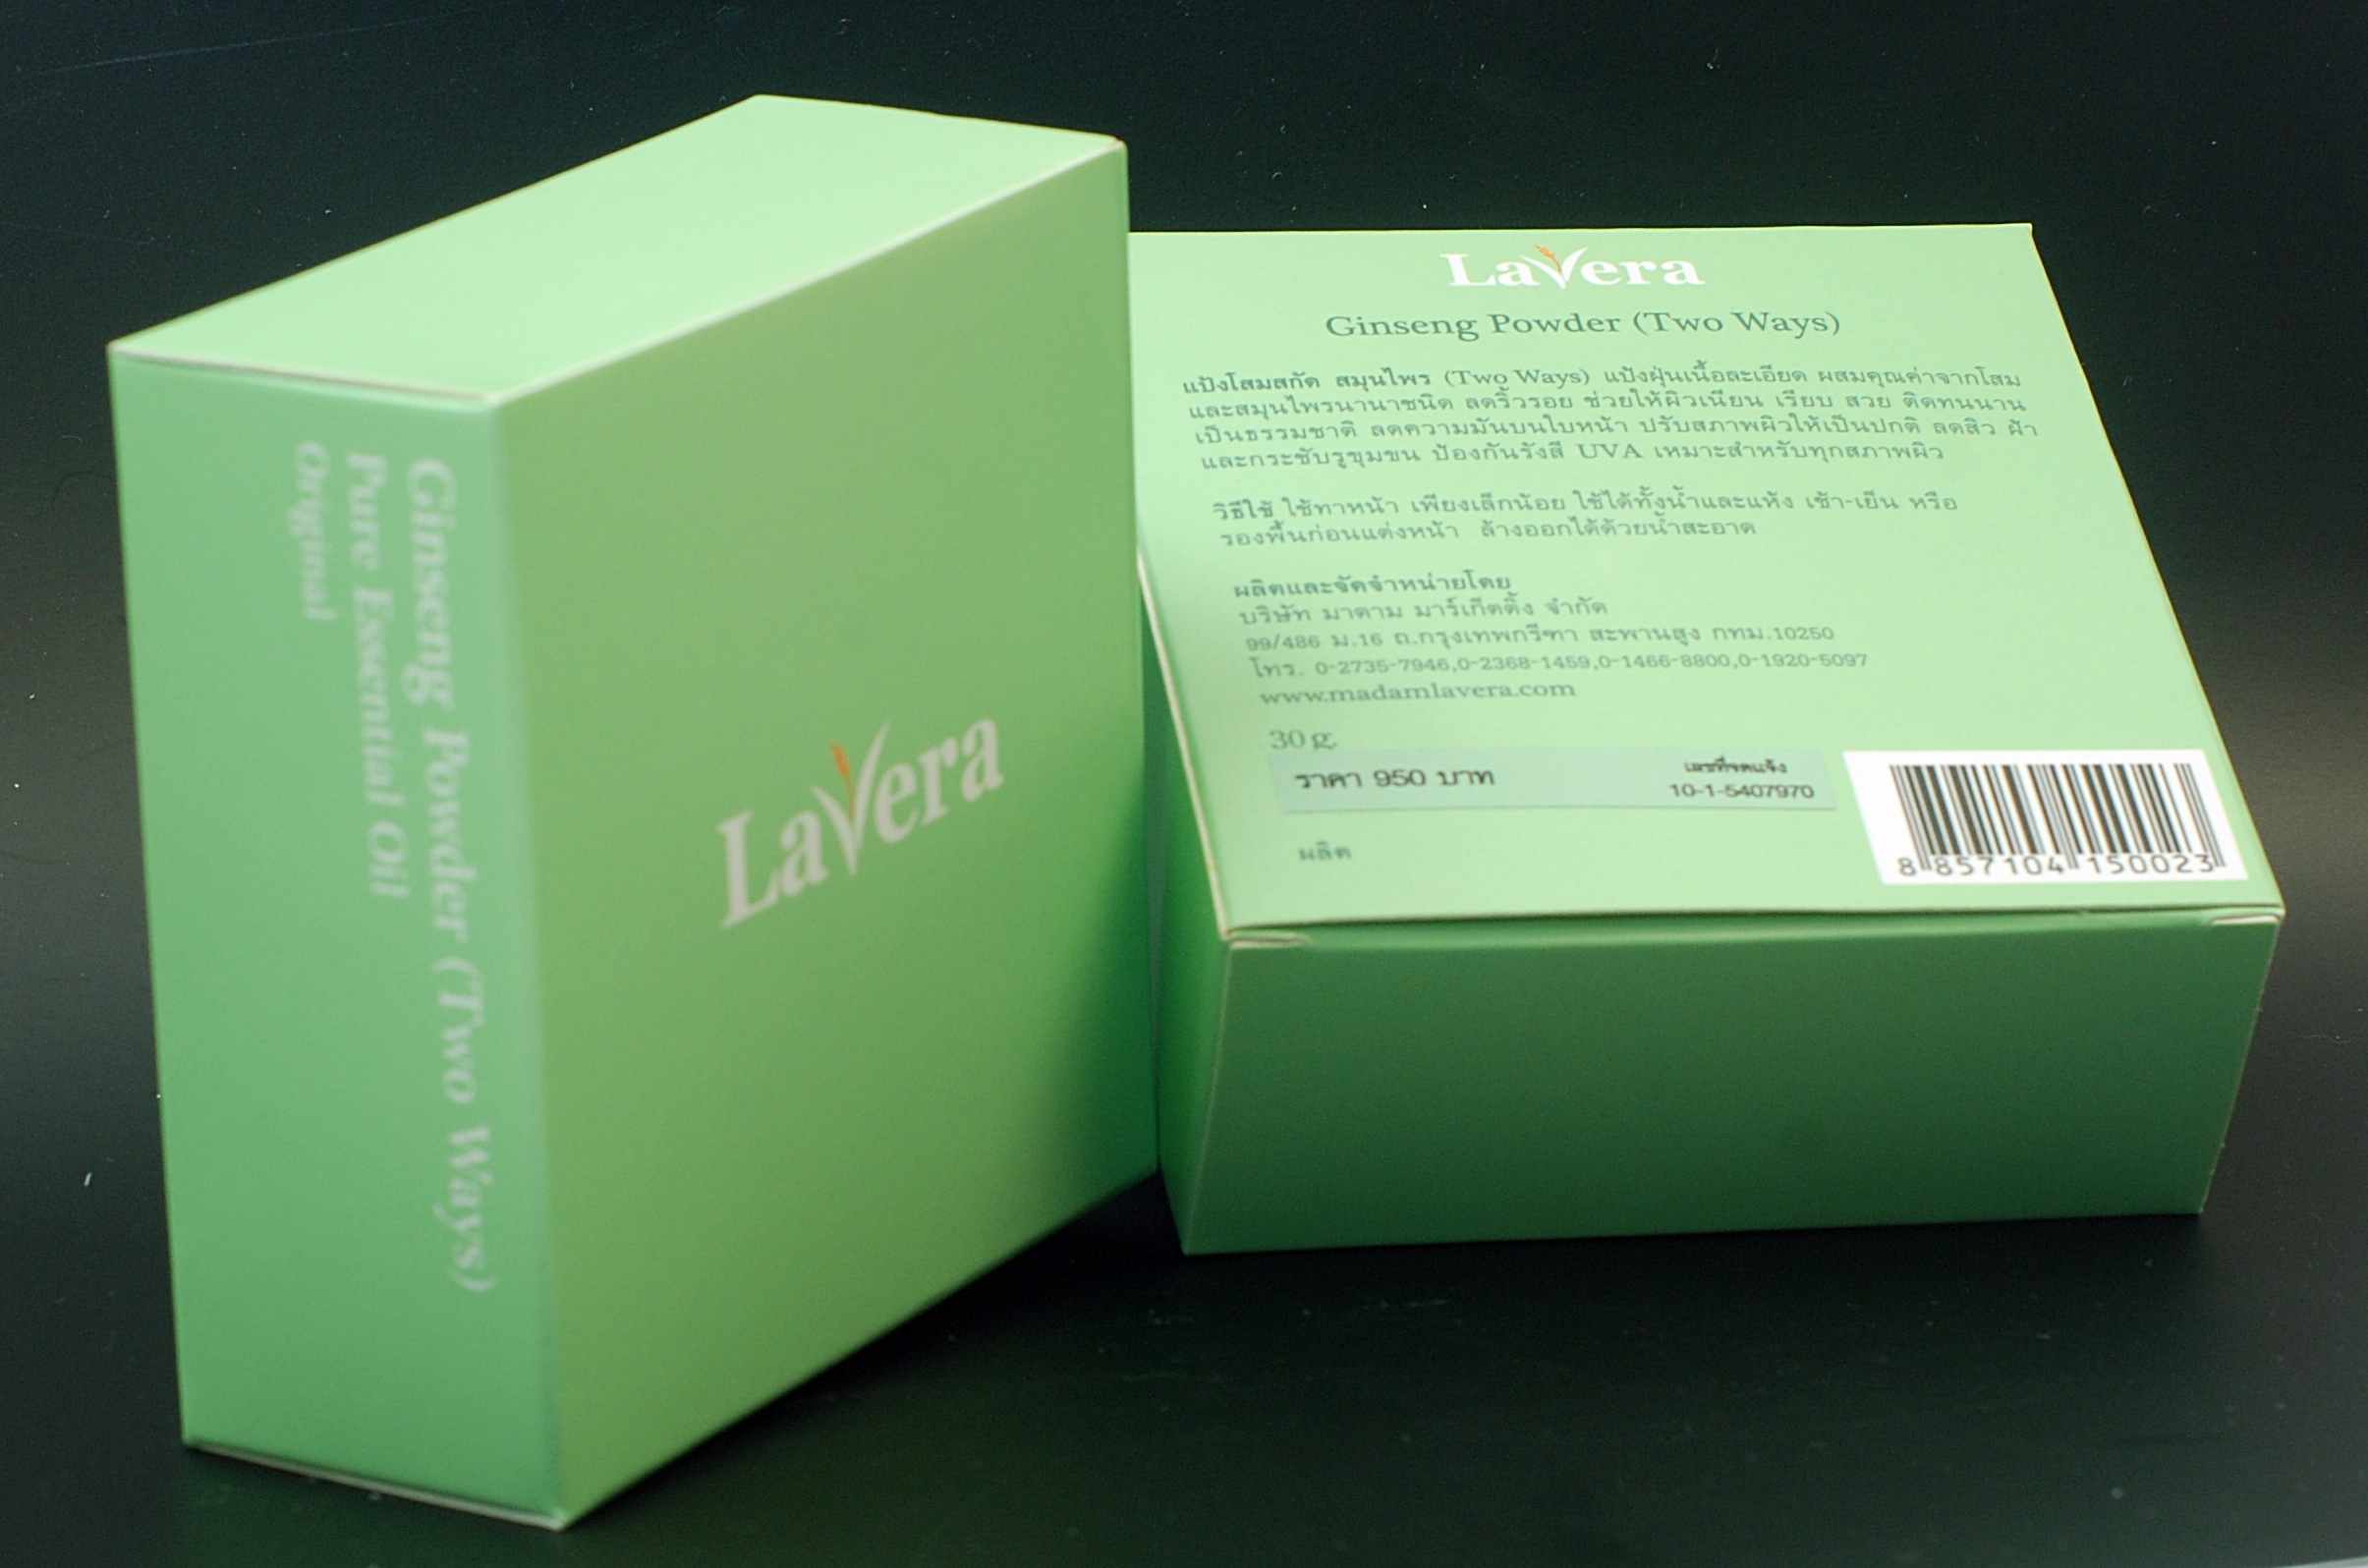 Ginseng Powder (Two Ways)
Pure Essential Oil
Original
LaVera
LaVera
Ginseng Powder (Two Ways)
แป้งโสมสกัด สมุนไพร (Two Ways) แป้งฝุ่นเนื้อละเอียด ผสมคุณค่าจากโสม
และสมุนไพรนานาชนิด ลดริ้วรอย ช่วยให้ผิวเนียน เรียบ สวย ติดทนนาน
เป็นธรรมชาติ ลดความมันบนใบหน้า ปรับสภาพผิวให้เป็นปกติ ลดสิว ฝ้า
และกระชับรูขุมขน ป้องกันรังสี UVA เหมาะสำหรับทุกสภาพผิว
วิธีใช้ ใช้ทาหน้า เพียงเล็กน้อย ใช้ได้ทั้งน้ำและแห้ง เช้า-เย็น หรือ
รองพื้นก่อนแต่งหน้า ล้างออกได้ด้วยน้ำสะอาด
ผลิตและจัดจำหน่ายโดย
บริษัท มาดาม มาร์เก็ตติ้ง จำกัด
99/486 ม.16 ถ.กรุงเทพกรีฑา สะพานสูง กทม.10250
โทร. 0-2735-7946,0-2368-1459,0-1466-8800,0-1920-5097
www.madamlavera.com
30 g.
ราคา 950 บาท
เลขที่จดแจ้ง
10-1-5407970
ผลิต
8 857104 150023